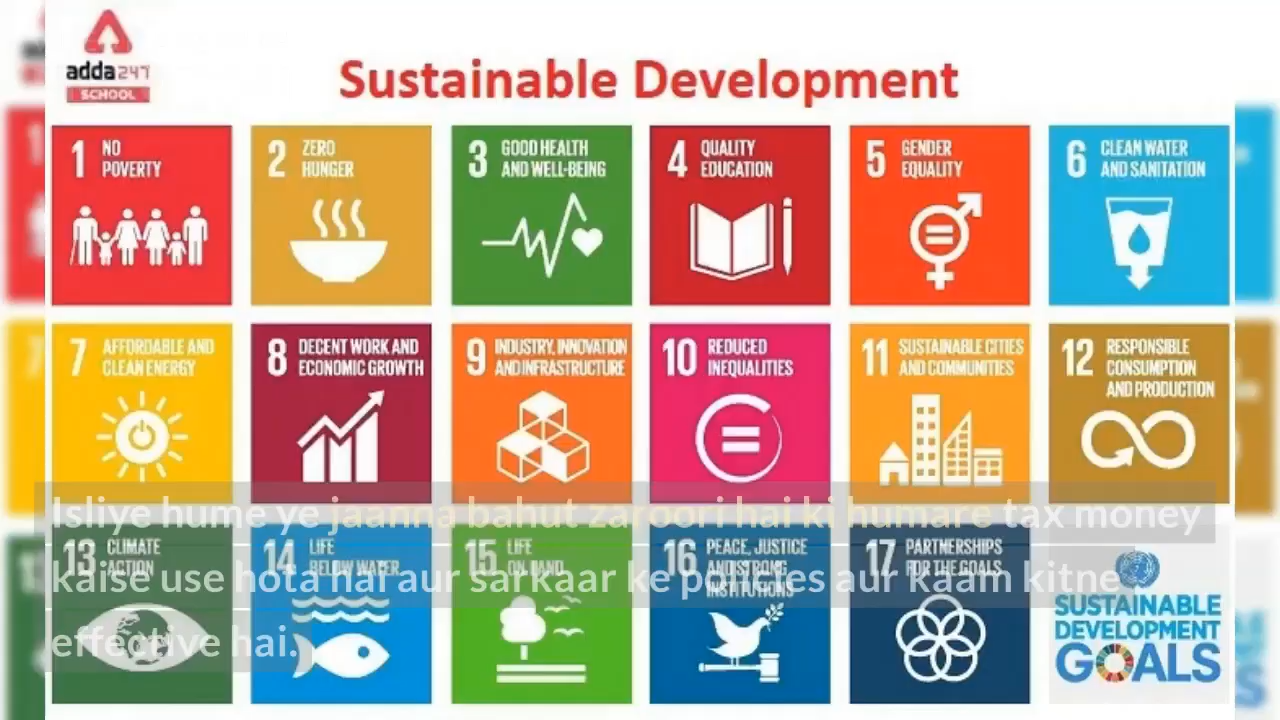 adda247
SCHOOL
Sustainable Development
1 NO
POVERTY
2 ZERO
HUNGER
3 GOOD HEALTH
AND WELL-BEING
4 QUALITY
EDUCATION
5 GENDER
EQUALITY
6 CLEAN WATER
AND SANITATION
7 AFFORDABLE AND
CLEAN ENERGY
8 DECENT WORK AND
ECONOMIC GROWTH
9 INDUSTRY, INNOVATION
AND INFRASTRUCTURE
10 REDUCED
INEQUALITIES
11 SUSTAINABLE CITIES
AND COMMUNITIES
12 RESPONSIBLE
CONSUMPTION
AND PRODUCTION
Isliye hume ye jaanna bahut zaroori hai ki humare tax money
kaise use hota hai aur sarkaar ke policies aur kaam kitne
effective hai.
13 CLIMATE
ACTION
14 LIFE
BELOW WATER
15 LIFE
ON LAND
16 PEACE, JUSTICE
AND STRONG
INSTITUTIONS
17 PARTNERSHIPS
FOR THE GOALS
SUSTAINABLE
DEVELOPMENT
GOALS